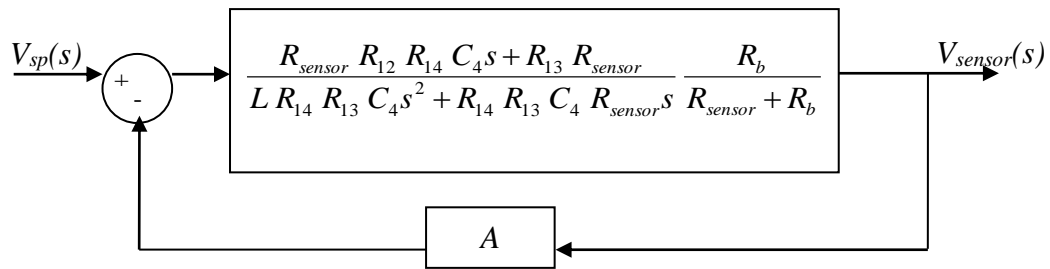 V_sp(s)
V_sensor(s)
+
-
R_sensor R_12 R_14 C_4 s + R_13 R_sensor
L R_14 R_13 C_4 s^2 + R_14 R_13 C_4 R_sensor s
R_b
R_sensor + R_b
A